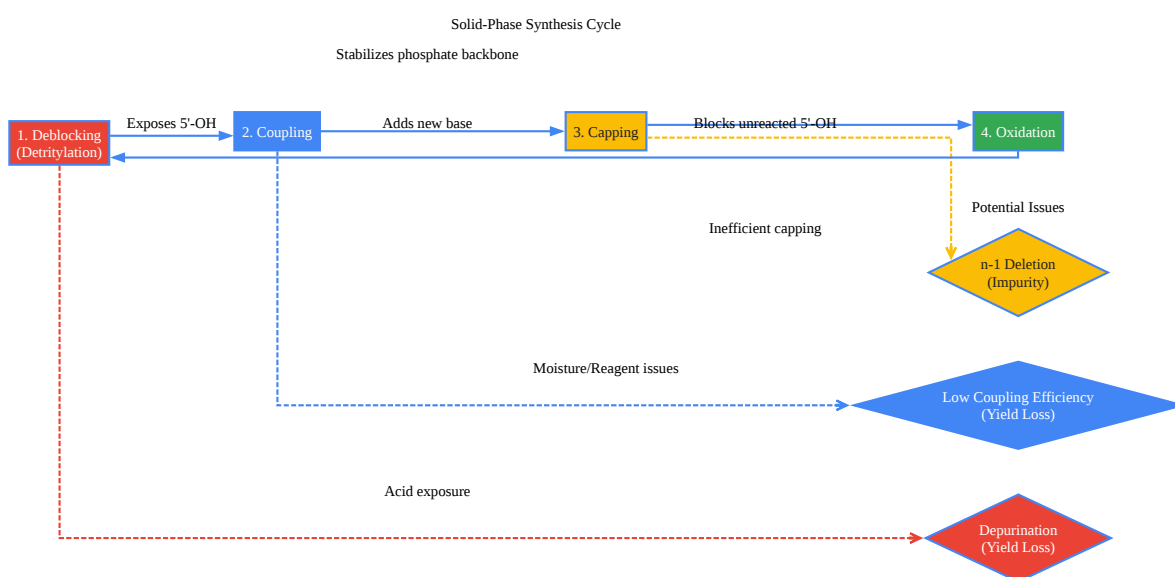 Solid-Phase Synthesis Cycle
Stabilizes phosphate backbone
1. Deblocking
(Detritylation)
Exposes 5'-OH
2. Coupling
Adds new base
3. Capping
Blocks unreacted 5'-OH
4. Oxidation
Potential Issues
Inefficient capping
n-1 Deletion
(Impurity)
Moisture/Reagent issues
Low Coupling Efficiency
(Yield Loss)
Acid exposure
Depurination
(Yield Loss)